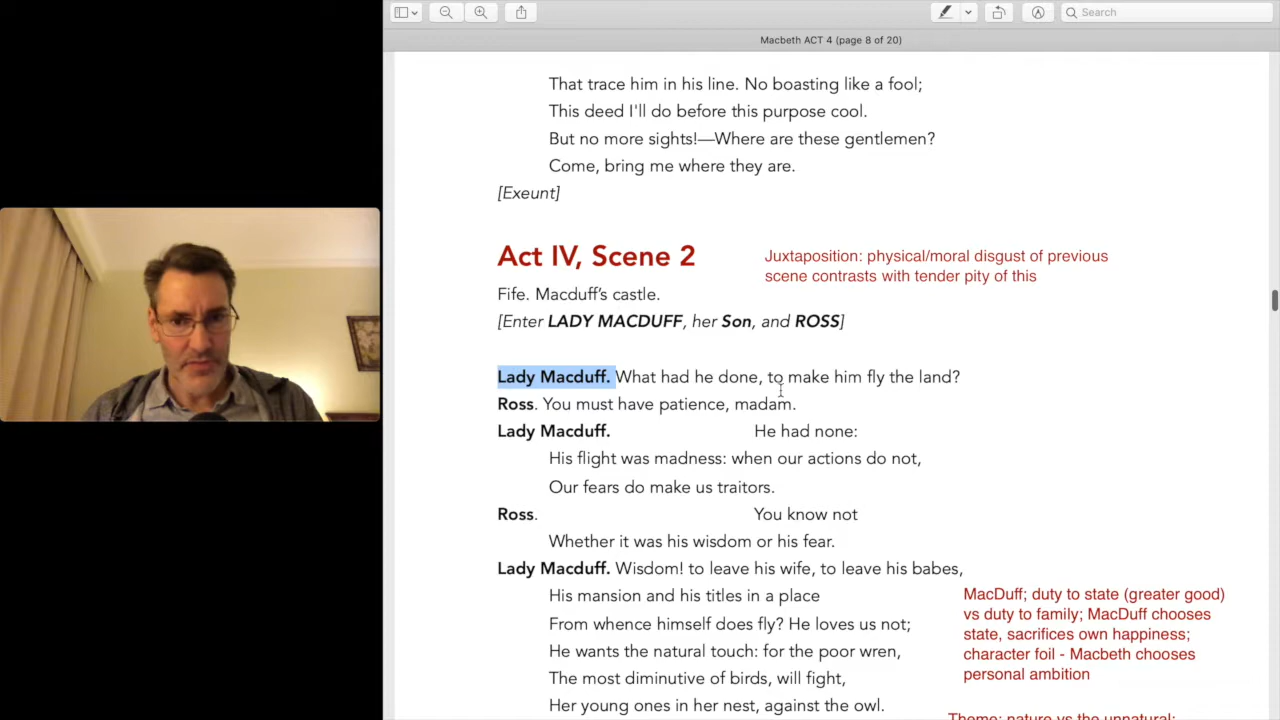 Search
Macbeth ACT 4 (page 8 of 20)
That trace him in his line. No boasting like a fool;
This deed I'll do before this purpose cool.
But no more sights!—Where are these gentlemen?
Come, bring me where they are.
[Exeunt]
Act IV, Scene 2
Juxtaposition: physical/moral disgust of previous
scene contrasts with tender pity of this
Fife. Macduff’s castle.
[Enter LADY MACDUFF, her Son, and ROSS]
Lady Macduff. What had he done, to make him fly the land?
Ross. You must have patience, madam.
Lady Macduff. He had none:
His flight was madness: when our actions do not,
Our fears do make us traitors.
Ross. You know not
Whether it was his wisdom or his fear.
Lady Macduff. Wisdom! to leave his wife, to leave his babes,
His mansion and his titles in a place
From whence himself does fly? He loves us not;
He wants the natural touch: for the poor wren,
The most diminutive of birds, will fight,
Her young ones in her nest, against the owl.
MacDuff; duty to state (greater good)
vs duty to family; MacDuff chooses
state, sacrifices own happiness;
character foil - Macbeth chooses
personal ambition
Theme: nature vs the unnatural: